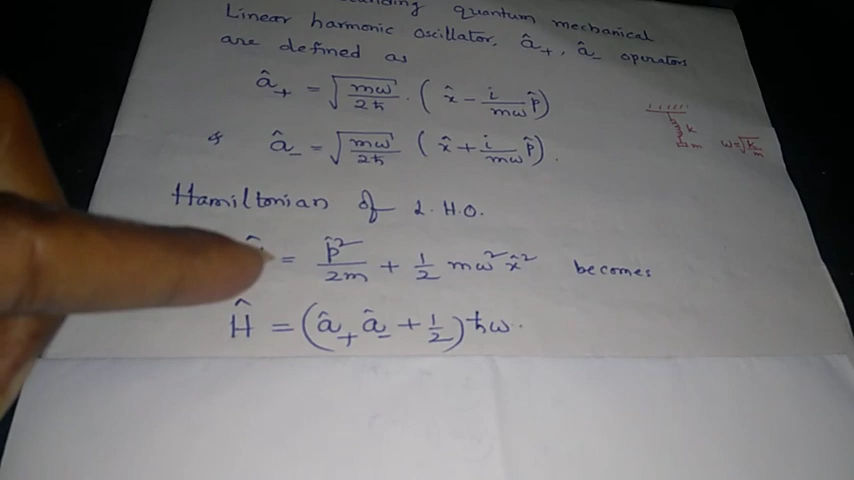 quantum mechanical
Linear harmonic oscillator, â₊, â₋ operators
are defined as
â₊ = √(mω/2ħ) · (x̂ − i/mω p̂)
& â₋ = √(mω/2ħ) (x̂ + i/mω p̂).
k
m
ω=√(k/m)
Hamiltonian of L.H.O.
= p̂²/2m + 1/2 mω²x̂² becomes
Ĥ = (â₊ â₋ + 1/2) ħω.